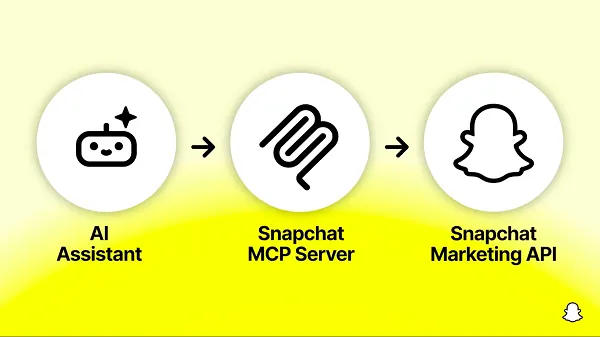 AI
Assistant
Snapchat
MCP Server
Snapchat
Marketing API